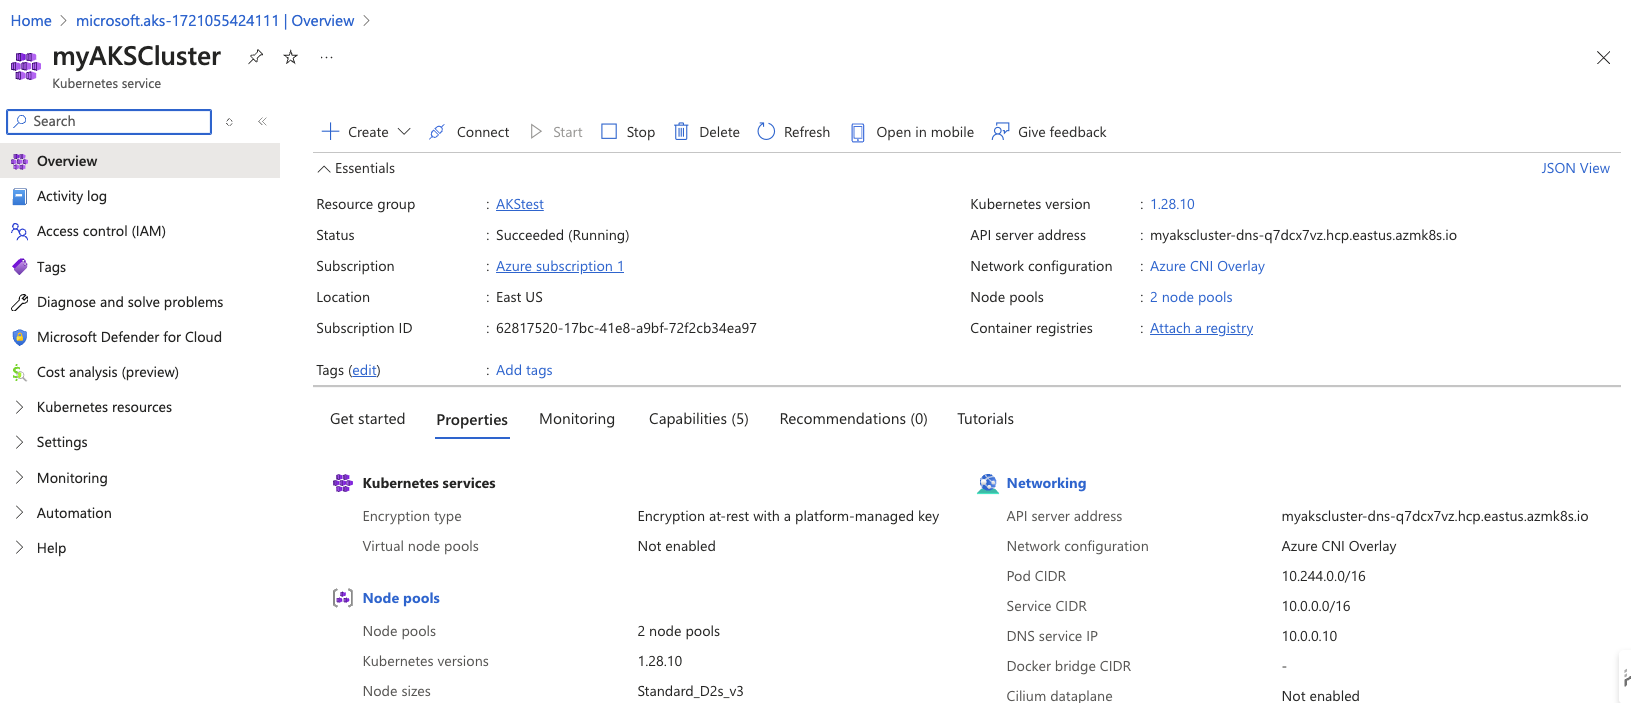 Home > microsoft.aks-1721055424111 | Overview >
myAKSCluster
Kubernetes service
Search
Overview
Activity log
Access control (IAM)
Tags
Diagnose and solve problems
Microsoft Defender for Cloud
Cost analysis (preview)
Kubernetes resources
Settings
Monitoring
Automation
Help
Create Connect Start Stop Delete Refresh Open in mobile Give feedback
Essentials JSON View
Resource group : AKStest
Status : Succeeded (Running)
Subscription : Azure subscription 1
Location : East US
Subscription ID : 62817520-17bc-41e8-a9bf-72f2cb34ea97
Tags (edit) : Add tags
Kubernetes version : 1.28.10
API server address : myakscluster-dns-q7dcx7vz.hcp.eastus.azmk8s.io
Network configuration : Azure CNI Overlay
Node pools : 2 node pools
Container registries : Attach a registry
Get started Properties Monitoring Capabilities (5) Recommendations (0) Tutorials
Kubernetes services
Encryption type Encryption at-rest with a platform-managed key
Virtual node pools Not enabled
Node pools
Node pools 2 node pools
Kubernetes versions 1.28.10
Node sizes Standard_D2s_v3
Networking
API server address myakscluster-dns-q7dcx7vz.hcp.eastus.azmk8s.io
Network configuration Azure CNI Overlay
Pod CIDR 10.244.0.0/16
Service CIDR 10.0.0.0/16
DNS service IP 10.0.0.10
Docker bridge CIDR -
Cilium dataplane Not enabled